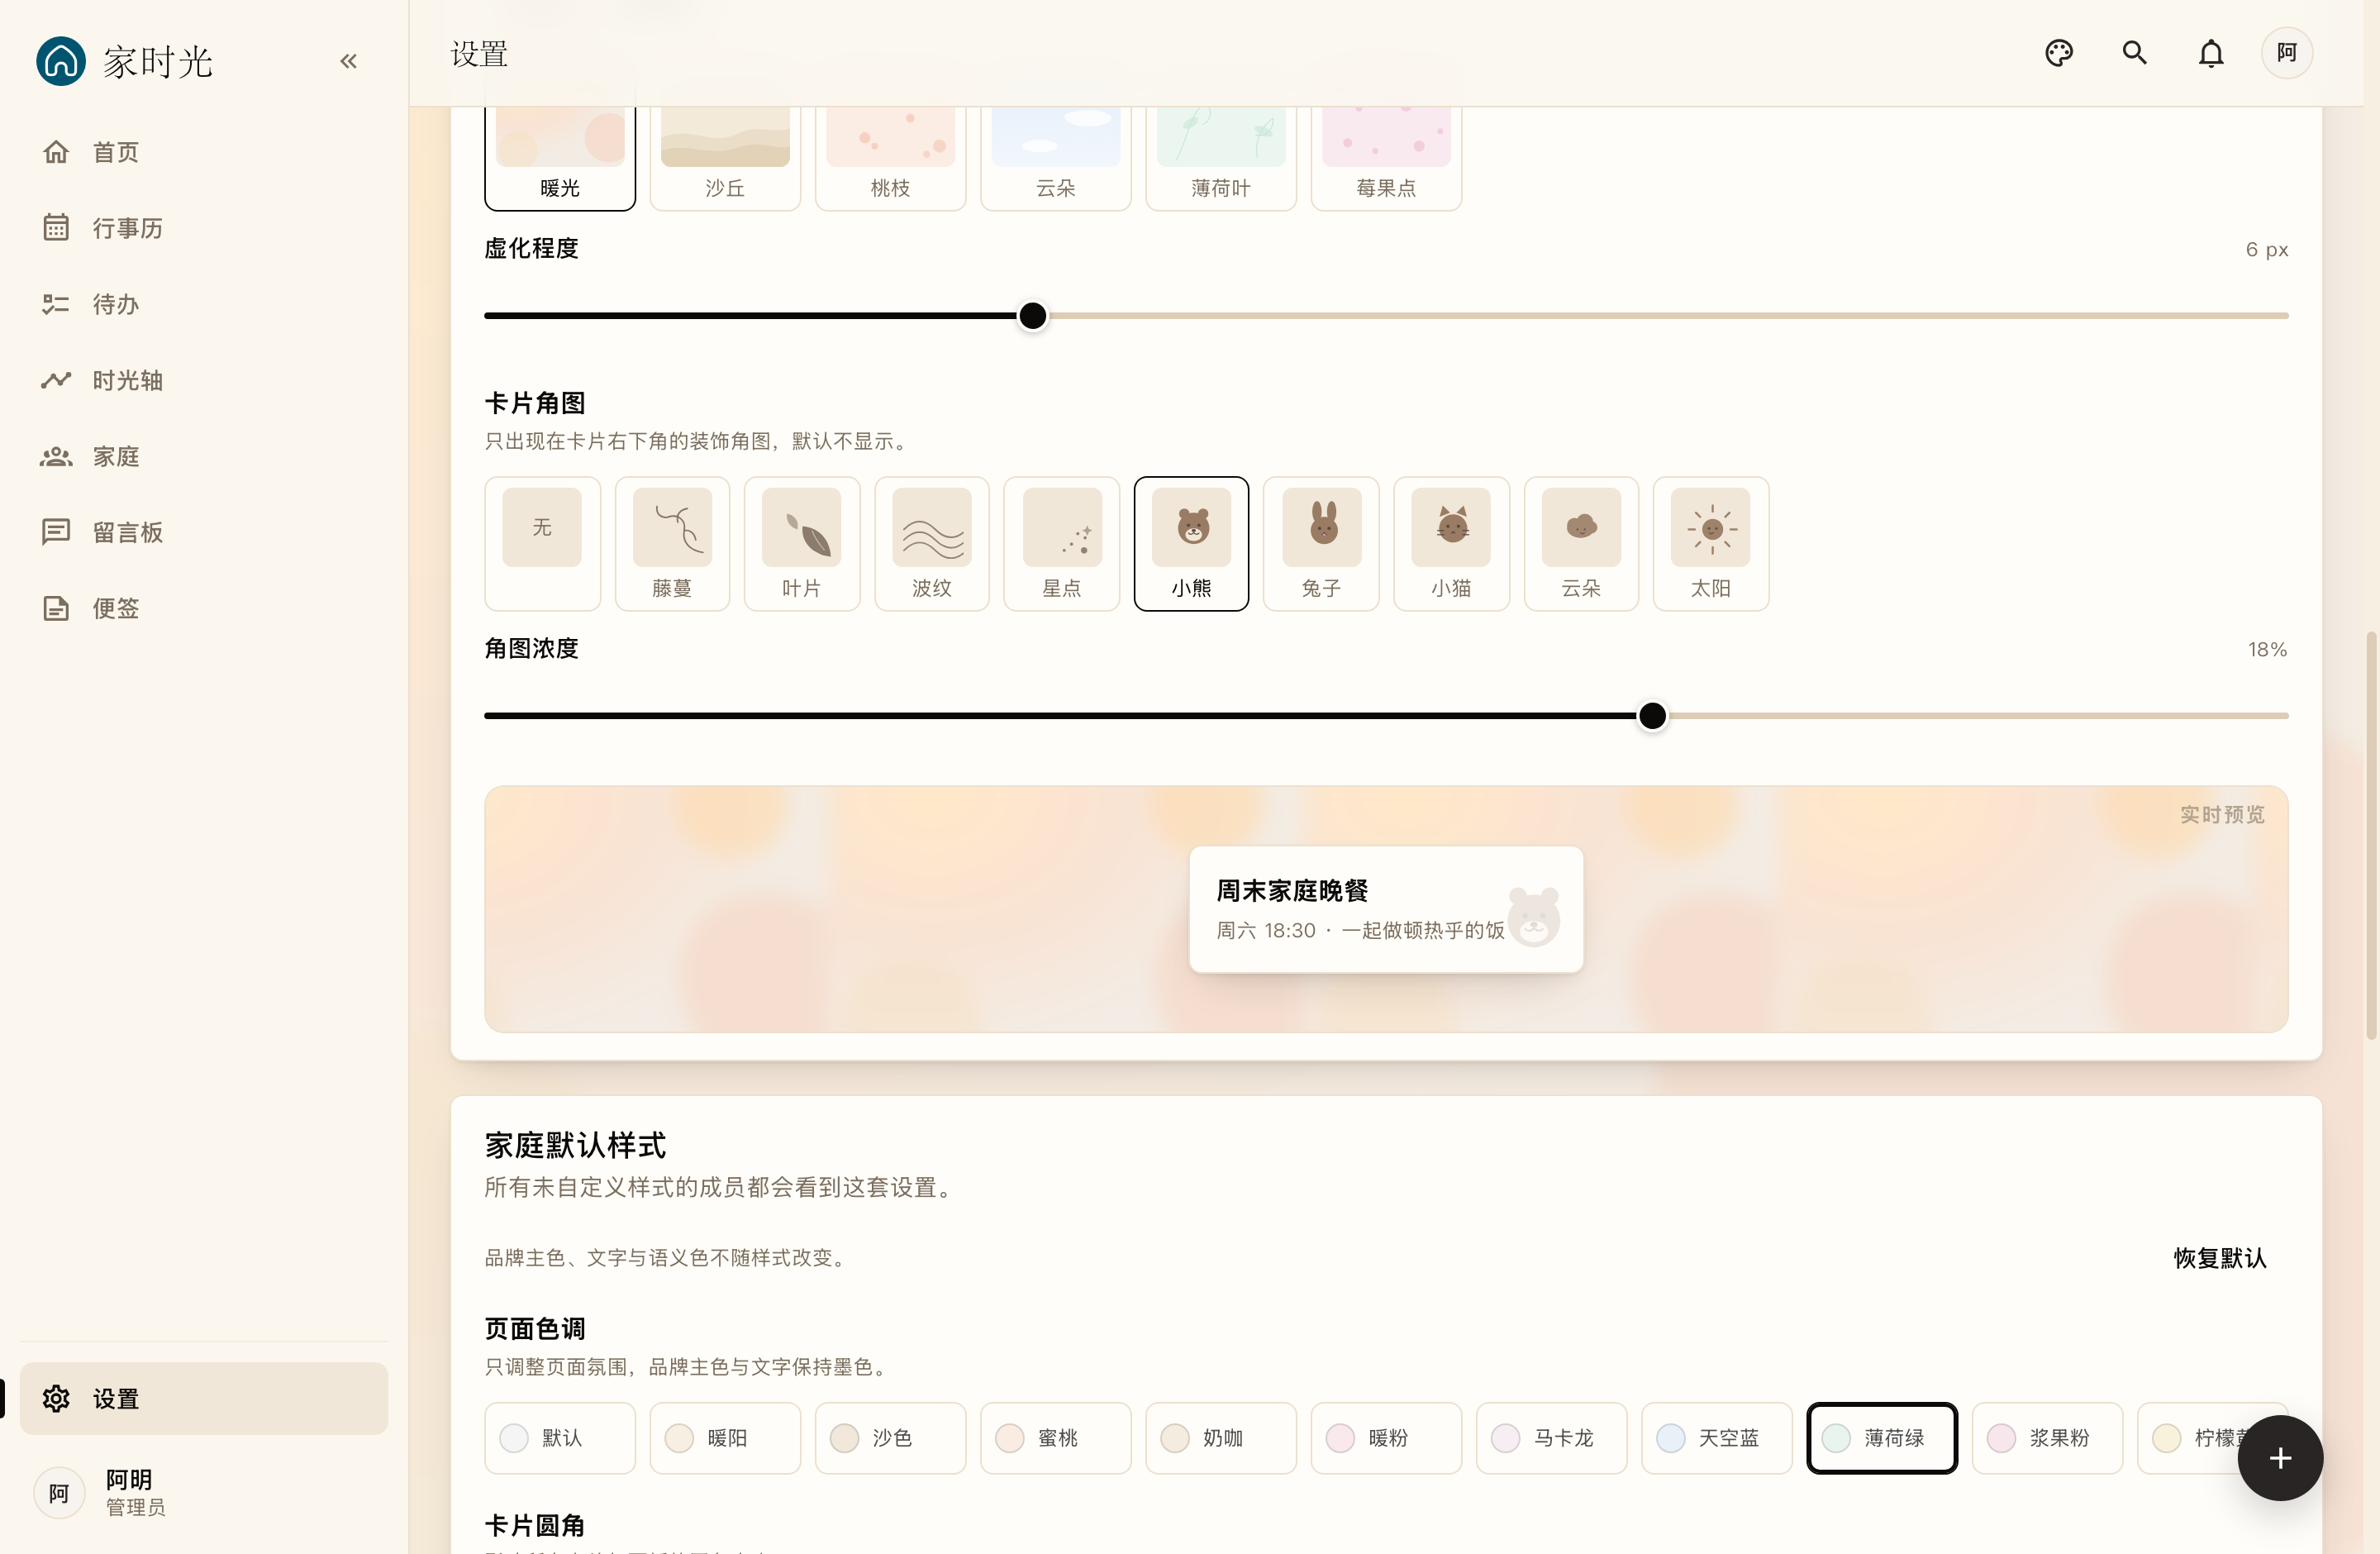 家时光
首页
行事历
待办
时光轴
家庭
留言板
便签
设置
阿
阿明
管理员
设置
阿
暖光
沙丘
桃枝
云朵
薄荷叶
莓果点
虚化程度
6 px
卡片角图
只出现在卡片右下角的装饰角图，默认不显示。
无
藤蔓
叶片
波纹
星点
小熊
兔子
小猫
云朵
太阳
角图浓度
18%
实时预览
周末家庭晚餐
周六 18:30 · 一起做顿热乎的饭
家庭默认样式
所有未自定义样式的成员都会看到这套设置。
品牌主色、文字与语义色不随样式改变。
恢复默认
页面色调
只调整页面氛围，品牌主色与文字保持墨色。
默认
暖阳
沙色
蜜桃
奶咖
暖粉
马卡龙
天空蓝
薄荷绿
浆果粉
柠檬
卡片圆角